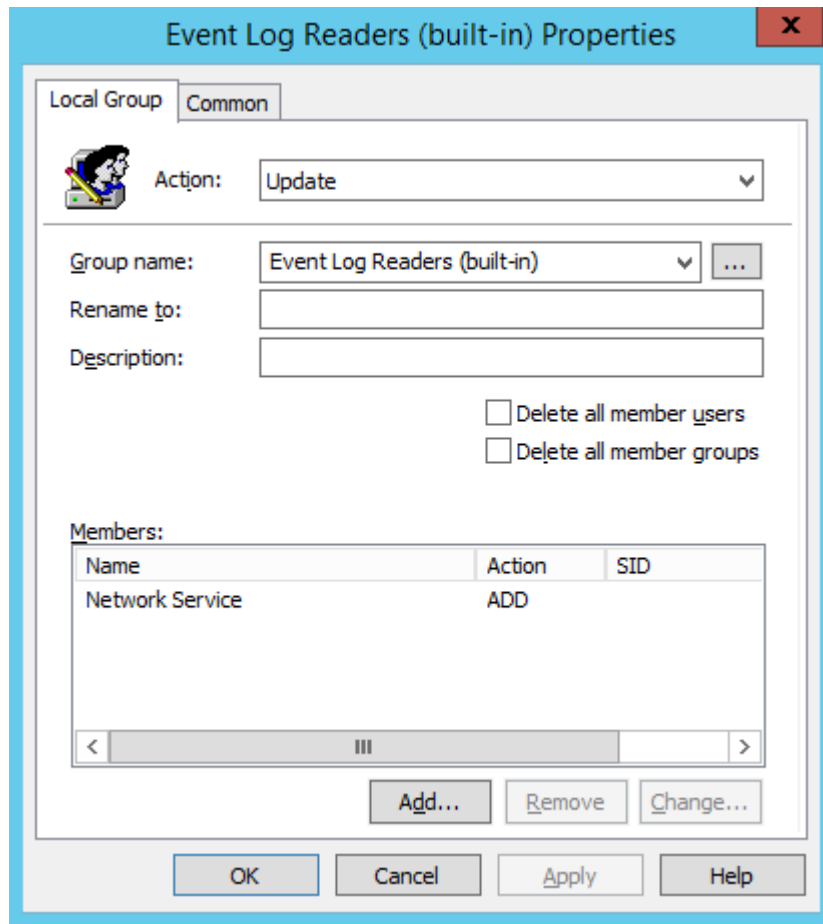 Event Log Readers (built-in) Properties
x
Local Group Common
Action: Update
Group name: Event Log Readers (built-in) ...
Rename to:
Description:
Delete all member users
Delete all member groups
Members:
Name Action SID
Network Service ADD
Add... Remove Change...
OK Cancel Apply Help